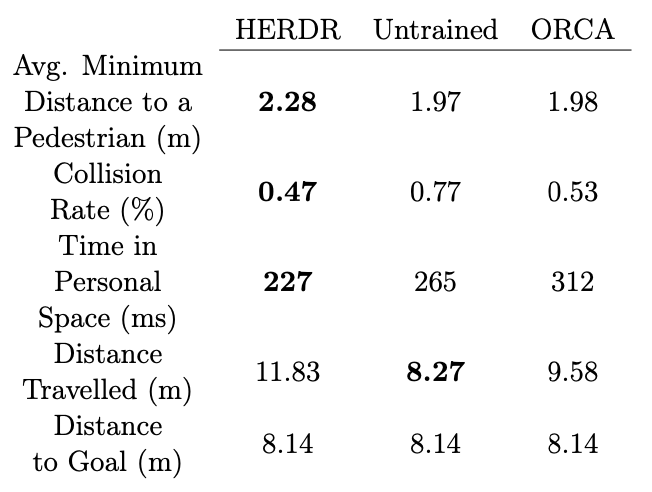 HERDR Untrained ORCA
Avg. Minimum
Distance to a 2.28 1.97 1.98
Pedestrian (m)
Collision
Rate (%) 0.47 0.77 0.53
Time in
Personal 227 265 312
Space (ms)
Distance
Travelled (m) 11.83 8.27 9.58
Distance
to Goal (m) 8.14 8.14 8.14